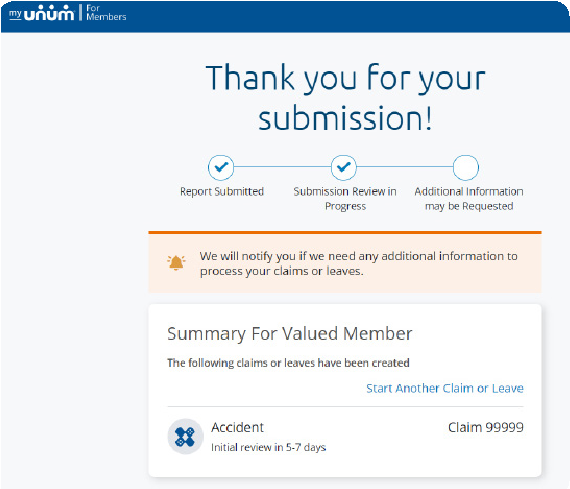 my unum For
Members
Thank you for your
submission!
Report Submitted
Submission Review in
Progress
Additional Information
may be Requested
We will notify you if we need any additional information to
process your claims or leaves.
Summary For Valued Member
The following claims or leaves have been created
Start Another Claim or Leave
Accident Claim 99999
Initial review in 5-7 days